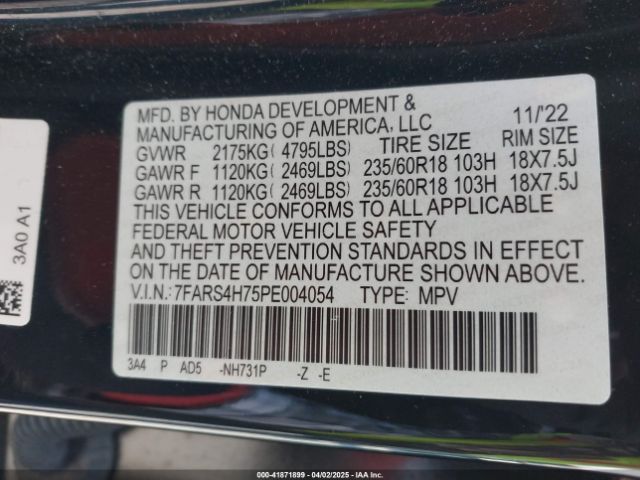 MFD. BY HONDA DEVELOPMENT &
MANUFACTURING OF AMERICA, LLC 11/'22
GVWR 2175KG ( 4795LBS) TIRE SIZE RIM SIZE
GAWR F 1120KG ( 2469LBS) 235/60R18 103H 18X7.5J
GAWR R 1120KG ( 2469LBS) 235/60R18 103H 18X7.5J
THIS VEHICLE CONFORMS TO ALL APPLICABLE
FEDERAL MOTOR VEHICLE SAFETY
AND THEFT PREVENTION STANDARDS IN EFFECT
ON THE DATE OF MANUFACTURE SHOWN ABOVE.
V.I.N.:7FARS4H75PE004054 TYPE: MPV
3A4 P AD5 -NH731P -Z -E
3A0 A1
00-41871899 - 04/02/2025 - IAAI.com